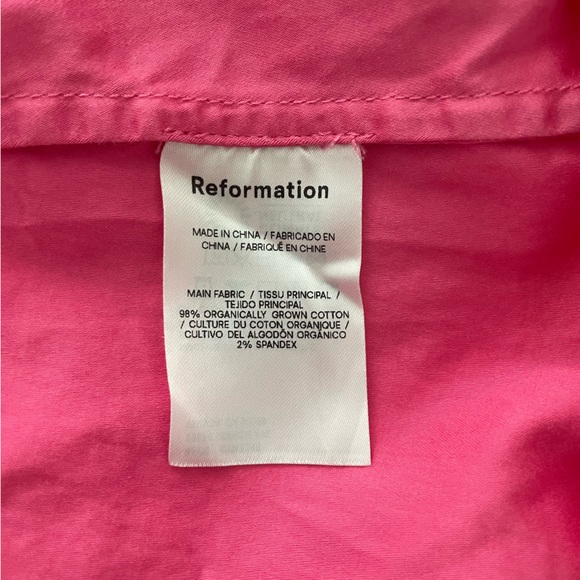 Reformation
MADE IN CHINA / FABRICADO EN
CHINA / FABRIQUÉ EN CHINE
MAIN FABRIC / TISSU PRINCIPAL /
TEJIDO PRINCIPAL
98% ORGANICALLY GROWN COTTON
/ CULTURE DU COTON ORGANIQUE /
CULTIVO DEL ALGODÓN ORGÁNICO
2% SPANDEX